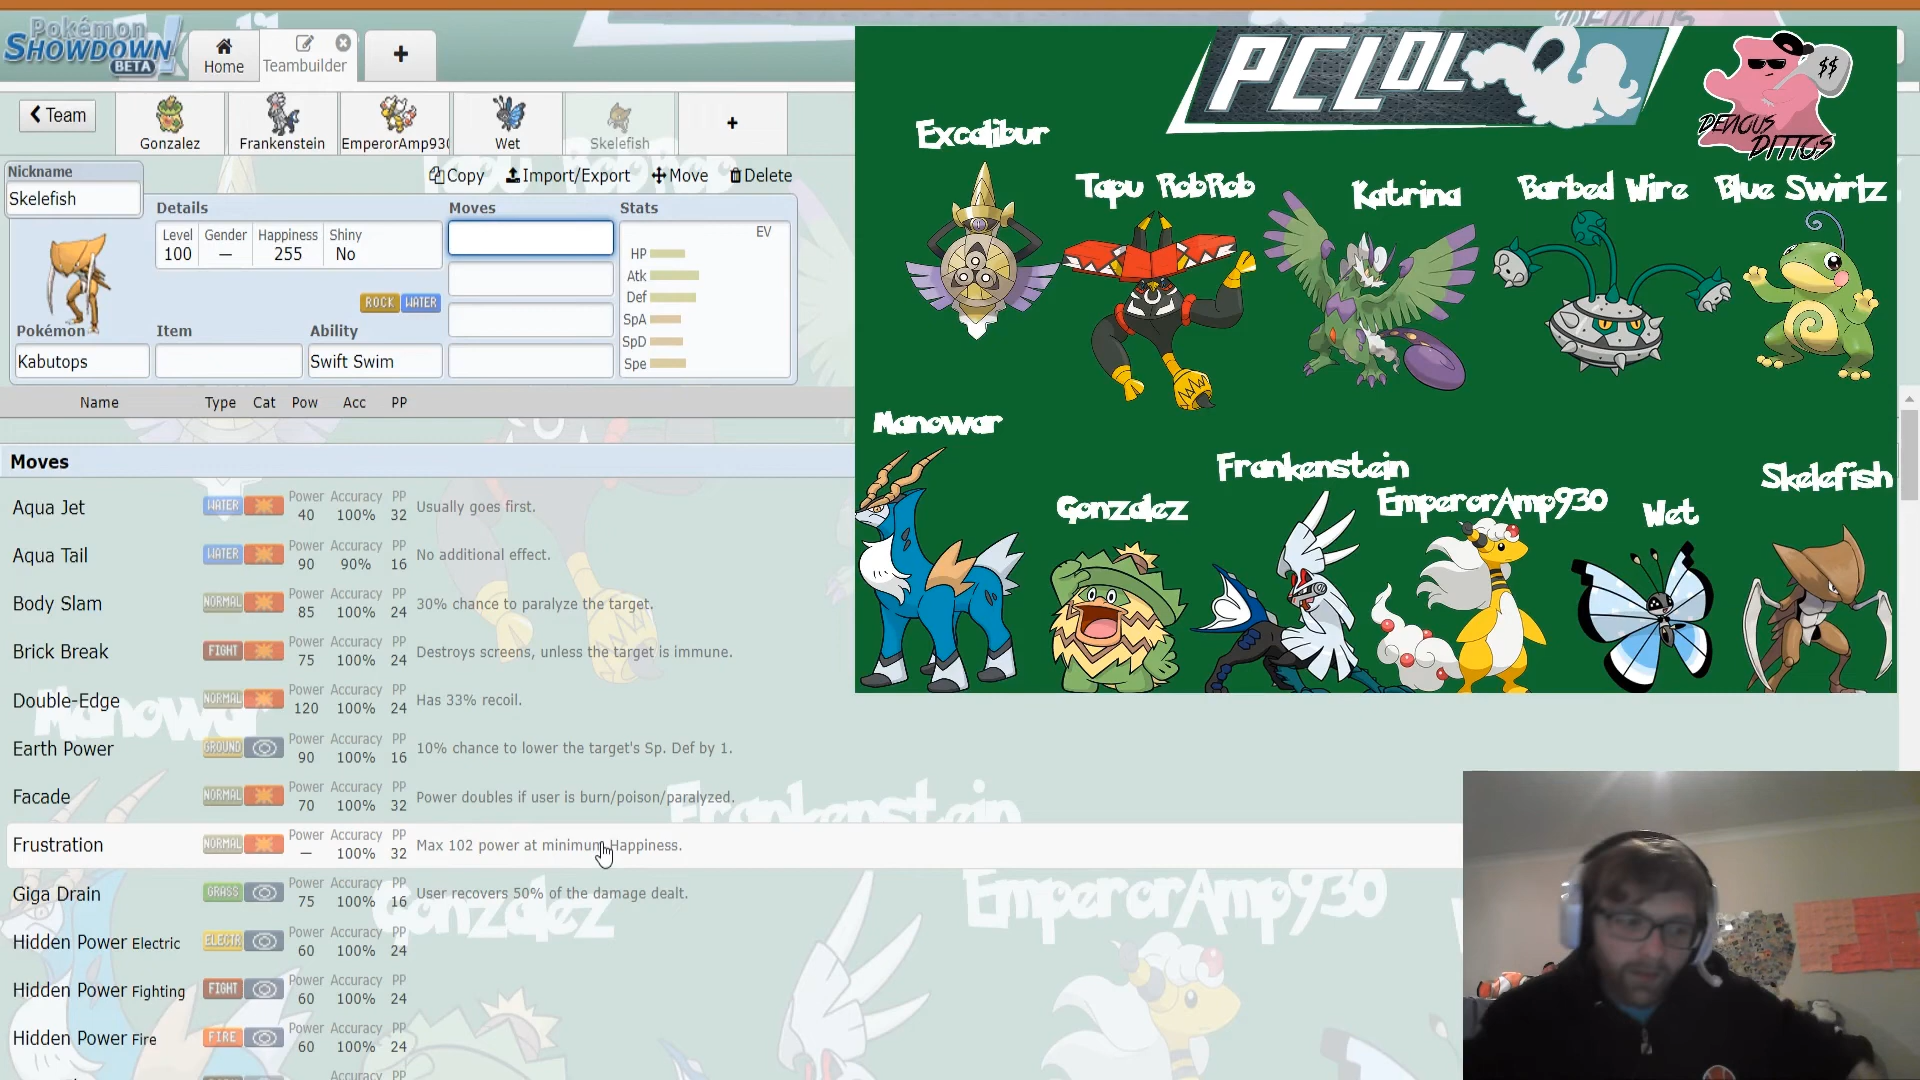 Pokémon
SHOWDOWN!
BETA
Home
Teambuilder
+
Team
Gonzalez
Frankenstein
EmperorAmp930
Wet
Skelefish
+
Nickname
Skelefish
Copy
Import/Export
Move
Delete
Details
Moves
Stats
Level
Gender
Happiness
Shiny
100
—
255
No
EV
HP
Atk
Def
SpA
SpD
Spe
ROCK
WATER
Pokémon
Item
Ability
Kabutops
Swift Swim
Name
Type
Cat
Pow
Acc
PP
Moves
Aqua Jet WATER Power 40 Accuracy 100% PP 32 Usually goes first.
Aqua Tail WATER Power 90 Accuracy 90% PP 16 No additional effect.
Body Slam NORMAL Power 85 Accuracy 100% PP 24 30% chance to paralyze the target.
Brick Break FIGHT Power 75 Accuracy 100% PP 24 Destroys screens, unless the target is immune.
Double-Edge NORMAL Power 120 Accuracy 100% PP 24 Has 33% recoil.
Earth Power GROUND Power 90 Accuracy 100% PP 16 10% chance to lower the target's Sp. Def by 1.
Facade NORMAL Power 70 Accuracy 100% PP 32 Power doubles if user is burn/poison/paralyzed.
Frustration NORMAL Power — Accuracy 100% PP 32 Max 102 power at minimum Happiness.
Giga Drain GRASS Power 75 Accuracy 100% PP 16 User recovers 50% of the damage dealt.
Hidden Power Electric ELECTR Power 60 Accuracy 100% PP 24
Hidden Power Fighting FIGHT Power 60 Accuracy 100% PP 24
Hidden Power Fire FIRE Power 60 Accuracy 100% PP 24
Accuracy PP
PCLOL
$$
DEVIOUS
DITTOS
Excalibur
Tapu RobRob
Katrina
Barbed Wire
Blue Swirlz
Manowar
Gonzalez
Frankenstein
EmperorAmp930
Wet
Skelefish
Manowar
Frankenstein
Gonzalez
EmperorAmp930